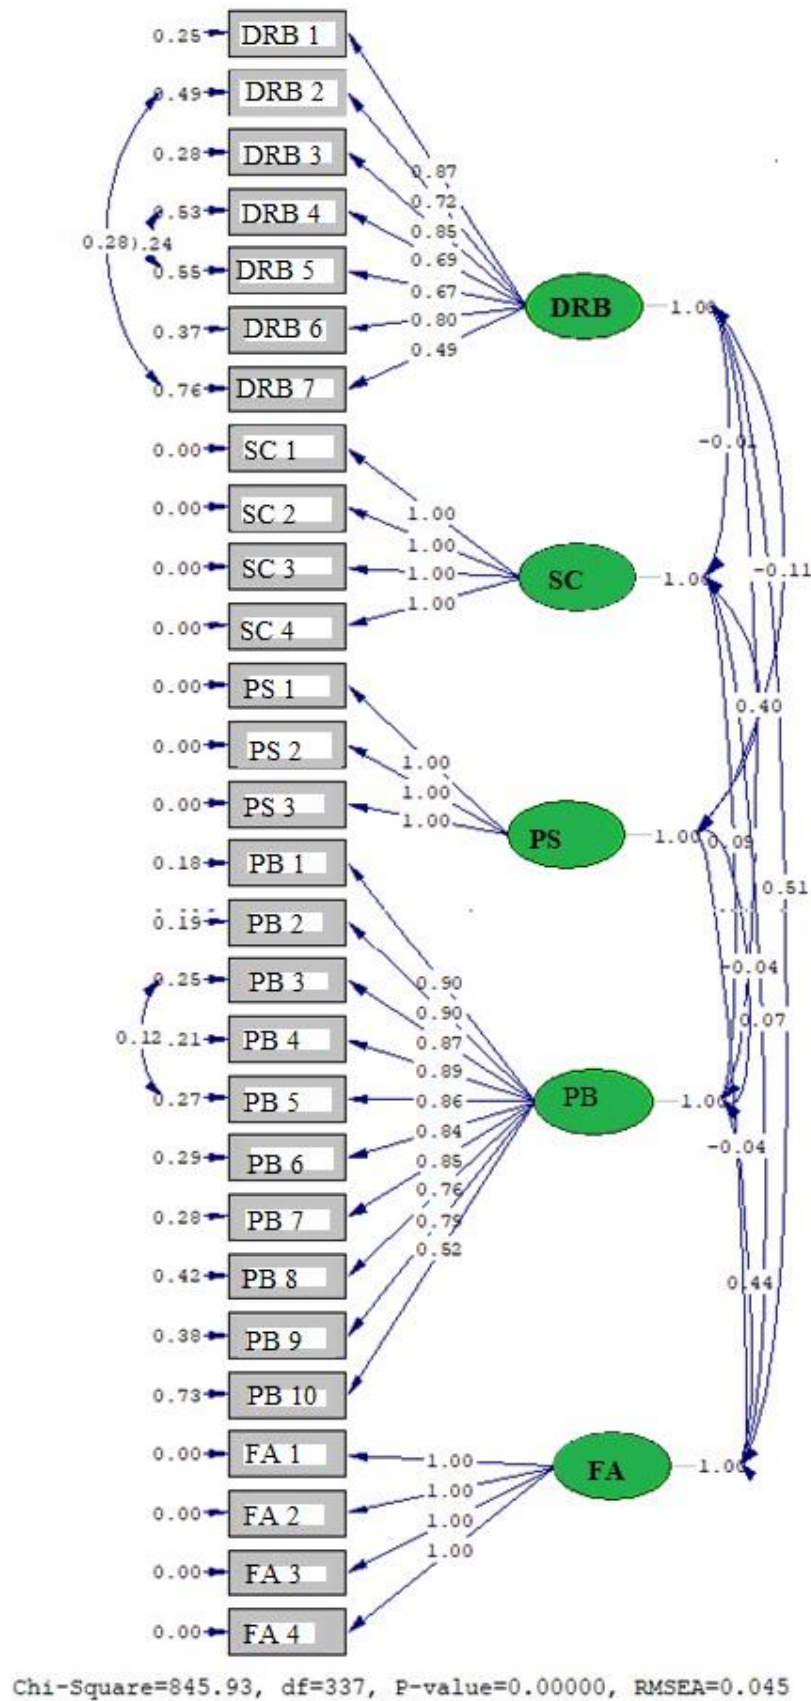 0.25 DRB 1
0.49 DRB 2
0.28 DRB 3
0.53 DRB 4
0.28 0.24
0.55 DRB 5
0.37 DRB 6
0.76 DRB 7
0.87
0.72
0.85
0.69
0.67
0.80
0.49
DRB 1.00
0.00 SC 1
0.00 SC 2
0.00 SC 3
0.00 SC 4
1.00
1.00
1.00
1.00
SC 1.00
-0.01
-0.11
0.00 PS 1
0.00 PS 2
0.00 PS 3
1.00
1.00
1.00
PS 1.00
0.40
0.09
0.51
0.18 PB 1
0.19 PB 2
0.25 PB 3
0.12 .21 PB 4
0.27 PB 5
0.29 PB 6
0.28 PB 7
0.42 PB 8
0.38 PB 9
0.73 PB 10
0.90
0.90
0.87
0.89
0.86
0.84
0.85
0.76
0.79
0.52
PB 1.00
-0.04
0.07
-0.04
0.44
0.00 FA 1
0.00 FA 2
0.00 FA 3
0.00 FA 4
1.00
1.00
1.00
1.00
FA 1.00
Chi-Square=845.93, df=337, P-value=0.00000, RMSEA=0.045